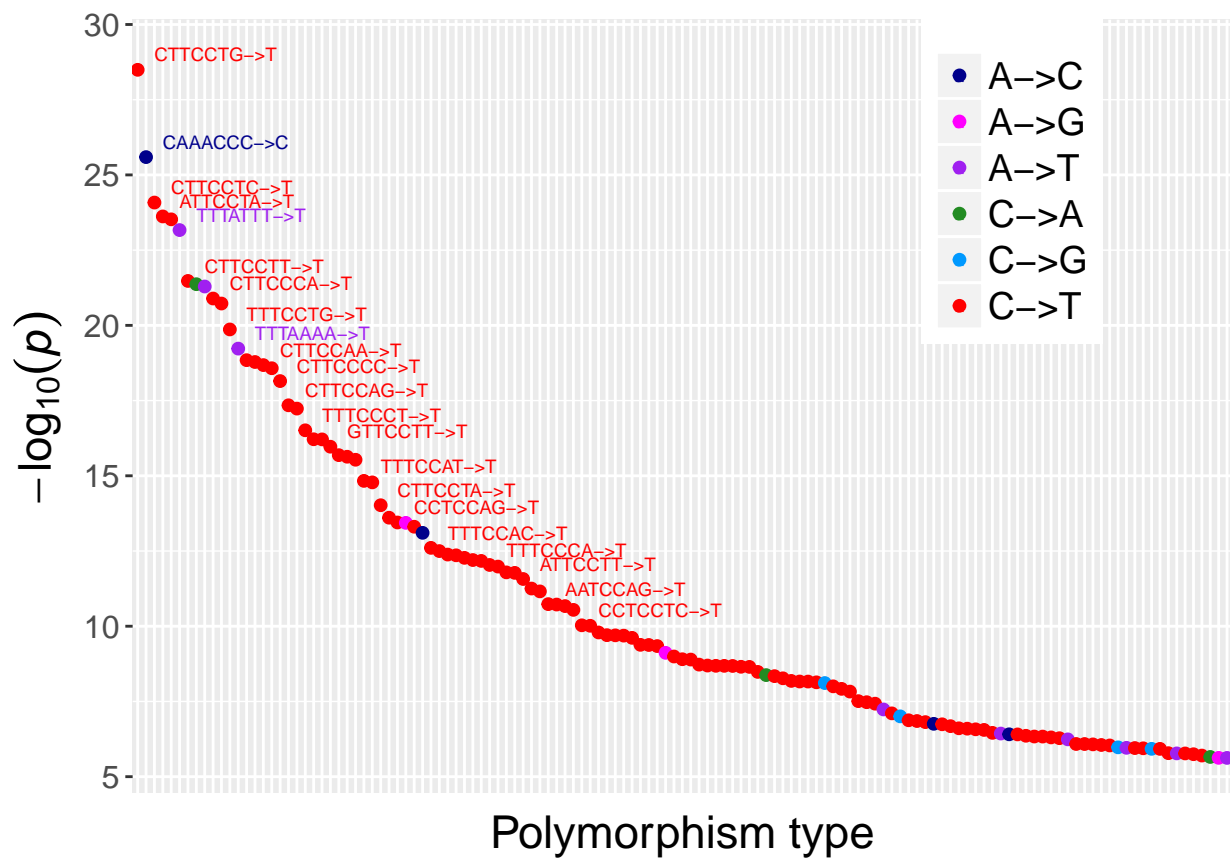 30
25
20
15
10
5
−log10(p)
CTTCCTG−>T
CAAACCC−>C
CTTCCTC−>T
ATTCCTA−>T
TTTATTT−>T
CTTCCTT−>T
CTTCCCA−>T
TTTCCTG−>T
TTTAAAA−>T
CTTCCAA−>T
CTTCCCC−>T
CTTCCAG−>T
TTTCCCT−>T
GTTCCTT−>T
TTTCCAT−>T
CTTCCTA−>T
CCTCCAG−>T
TTTCCAC−>T
TTTCCCA−>T
ATTCCTT−>T
AATCCAG−>T
CCTCCTC−>T
A−>C
A−>G
A−>T
C−>A
C−>G
C−>T
Polymorphism type